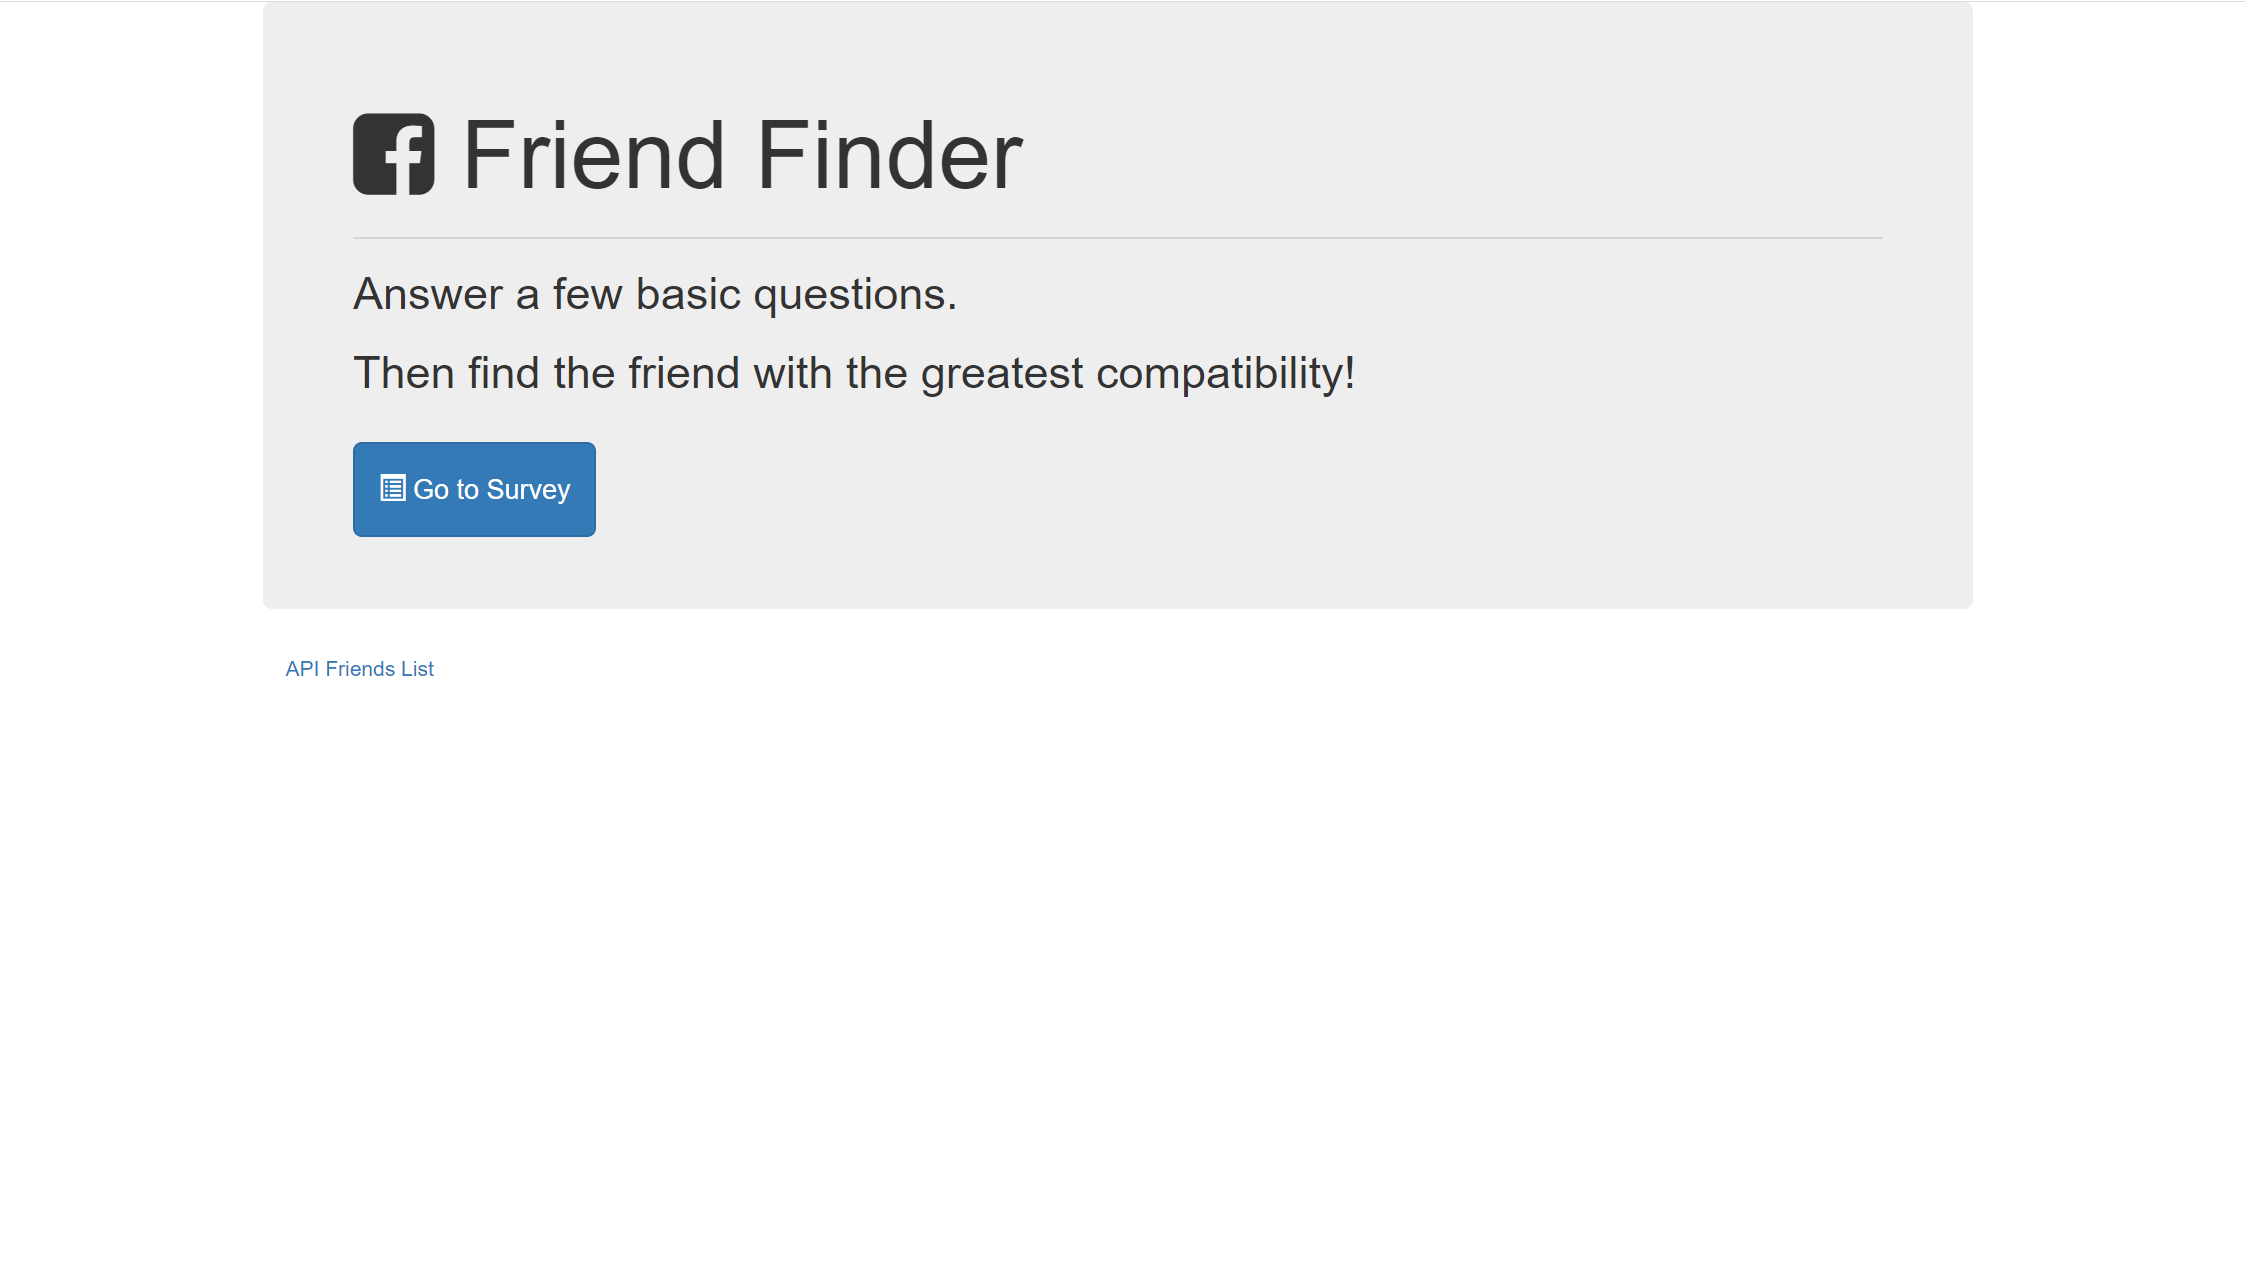 Friend Finder
Answer a few basic questions.
Then find the friend with the greatest compatibility!
Go to Survey
API Friends List